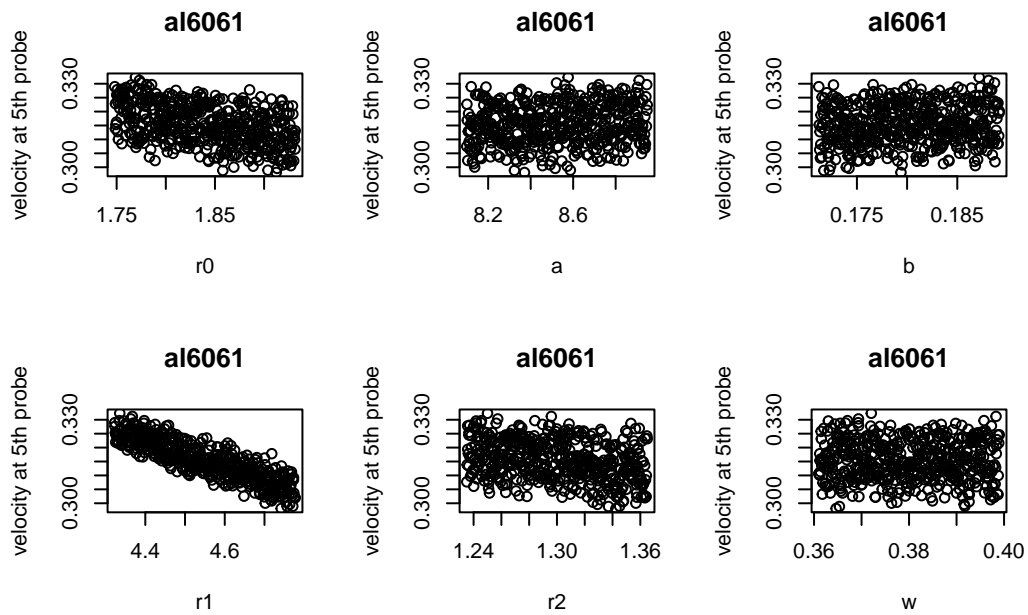 al6061
velocity at 5th probe
0.330
0.300
1.75
1.85
r0
al6061
velocity at 5th probe
0.330
0.300
8.2
8.6
a
al6061
velocity at 5th probe
0.330
0.300
0.175
0.185
b
al6061
velocity at 5th probe
0.330
0.300
4.4
4.6
r1
al6061
velocity at 5th probe
0.330
0.300
1.24
1.30
1.36
r2
al6061
velocity at 5th probe
0.330
0.300
0.36
0.38
0.40
w